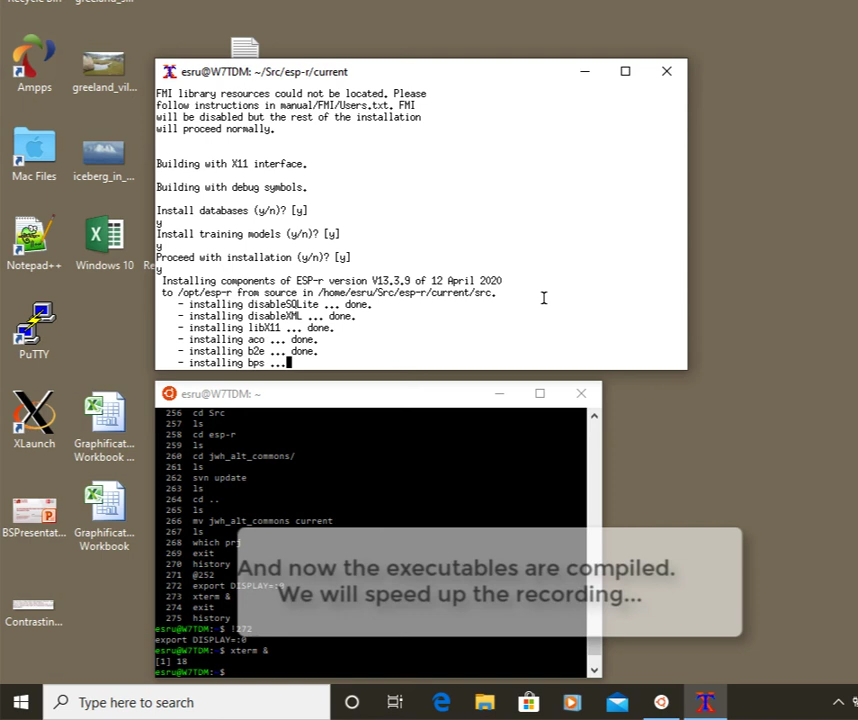 esru@W7TDM: ~/Src/esp-r/current
FMI library resources could not be located. Please
follow instructions in manual/FMI/Users.txt. FMI
will be disabled but the rest of the installation
will proceed normally.
Building with X11 interface.
Building with debug symbols.
Install databases (y/n)? [y]
y
Install training models (y/n)? [y]
y
Proceed with installation (y/n)? [y]
y
Installing components of ESP-r version V13.3.9 of 12 April 2020
to /opt/esp-r from source in /home/esru/Src/esp-r/current/src.
- installing disableSQLite ... done.
- installing disableXML ... done.
- installing libX11 ... done.
- installing aco ... done.
- installing b2e ... done.
- installing bps ...
Ampps
greeland_vil...
Mac Files
iceberg_in_...
Notepad++
Windows 10
Re
PuTTY
XLaunch
Graphificat...
Workbook ...
BSPresentat...
Graphificat...
Workbook
Contrastin...
esru@W7TDM: ~
256 cd Src
257 ls
258 cd esp-r
259 ls
260 cd jwh_alt_commons/
261 ls
262 svn update
263 ls
264 cd ..
265 ls
266 mv jwh_alt_commons current
267 ls
268 which prj
269 exit
270 history
271 @252
272 export DISPLAY=:0
273 xterm &
274 exit
275 history
esru@W7TDM: $ !272
export DISPLAY=:0
esru@W7TDM: $ xterm &
[1] 18
esru@W7TDM: $
And now the executables are compiled.
We will speed up the recording...
Type here to search